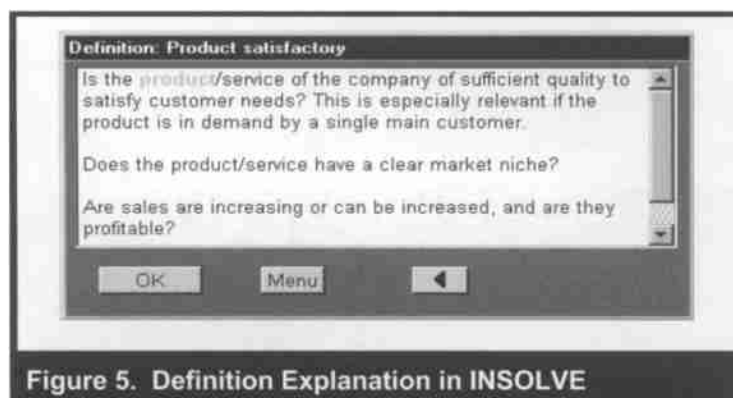 Definition: Product satisfactory
Is the product/service of the company of sufficient quality to
satisfy customer needs? This is especially relevant if the
product is in demand by a single main customer.
Does the product/service have a clear market niche?
Are sales are increasing or can be increased, and are they
profitable?
OK Menu
Figure 5. Definition Explanation in INSOLVE